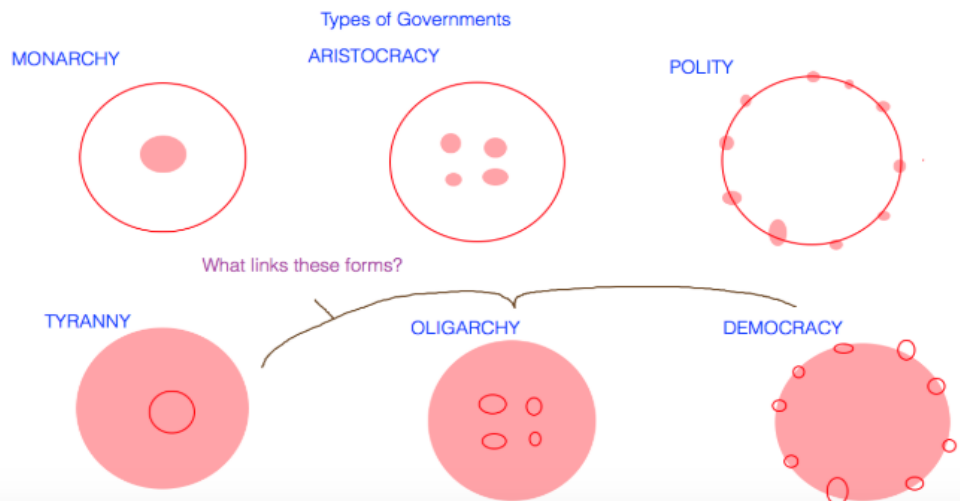 Types of Governments
MONARCHY
ARISTOCRACY
POLITY
What links these forms?
TYRANNY
OLIGARCHY
DEMOCRACY